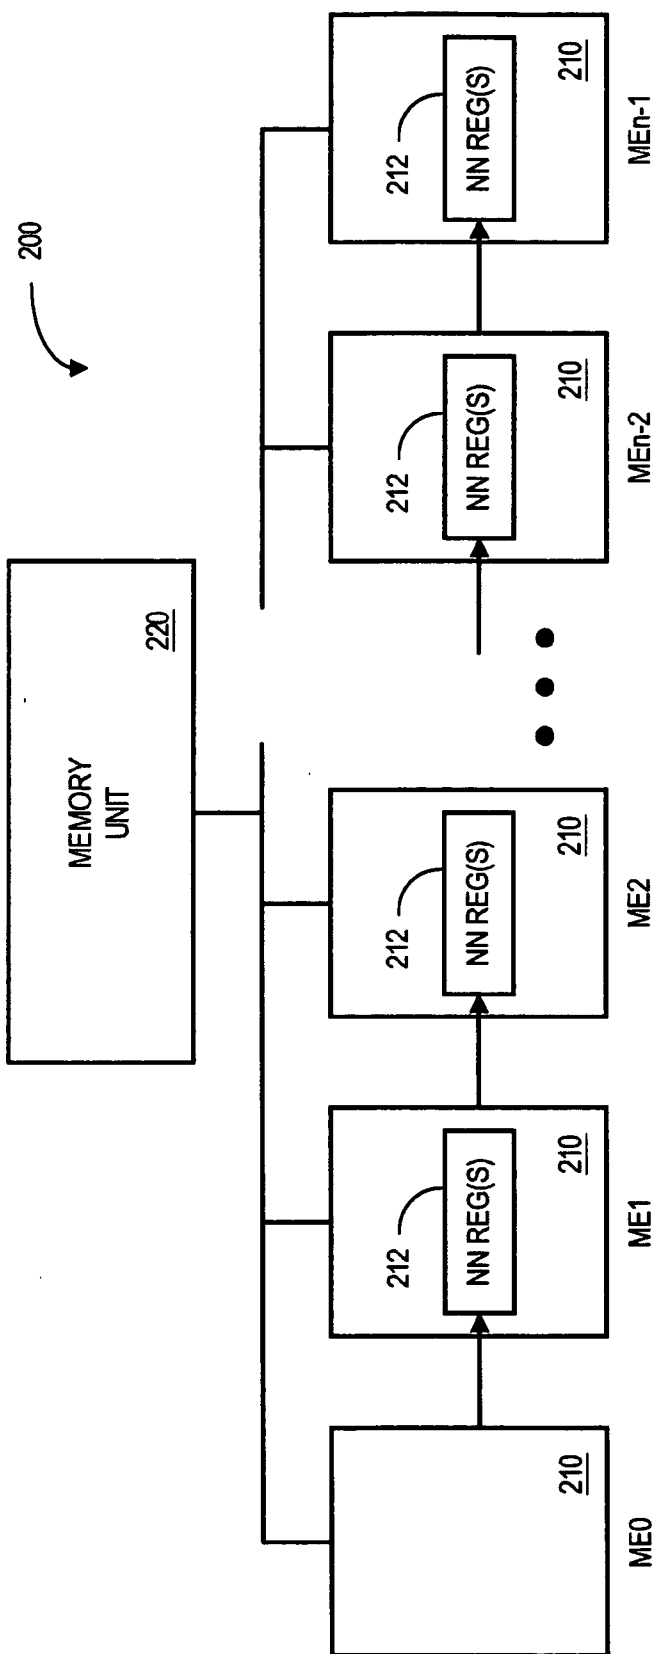 200
MEMORY
UNIT
220
210
ME0
212
NN REG(S)
210
ME1
212
NN REG(S)
210
ME2
212
NN REG(S)
210
MEn-2
212
NN REG(S)
210
MEn-1